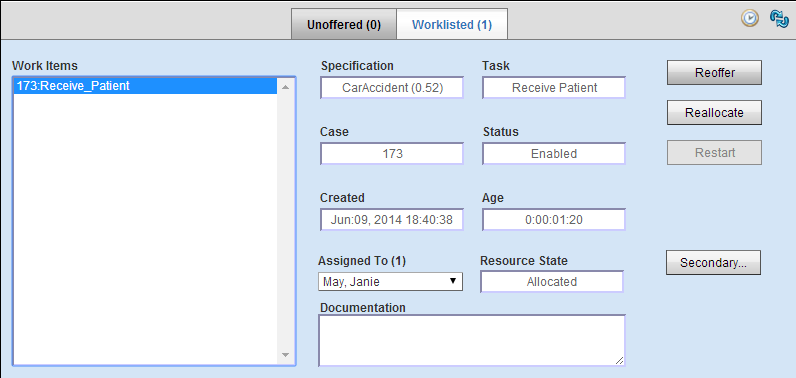 Unoffered (0) Worklisted (1)
Work Items
173:Receive_Patient
Specification Task
CarAccident (0.52) Receive Patient
Reoffer
Reallocate
Case Status
173 Enabled
Restart
Created Age
Jun:09, 2014 18:40:38 0:00:01:20
Assigned To (1) Resource State
May, Janie Allocated
Secondary...
Documentation